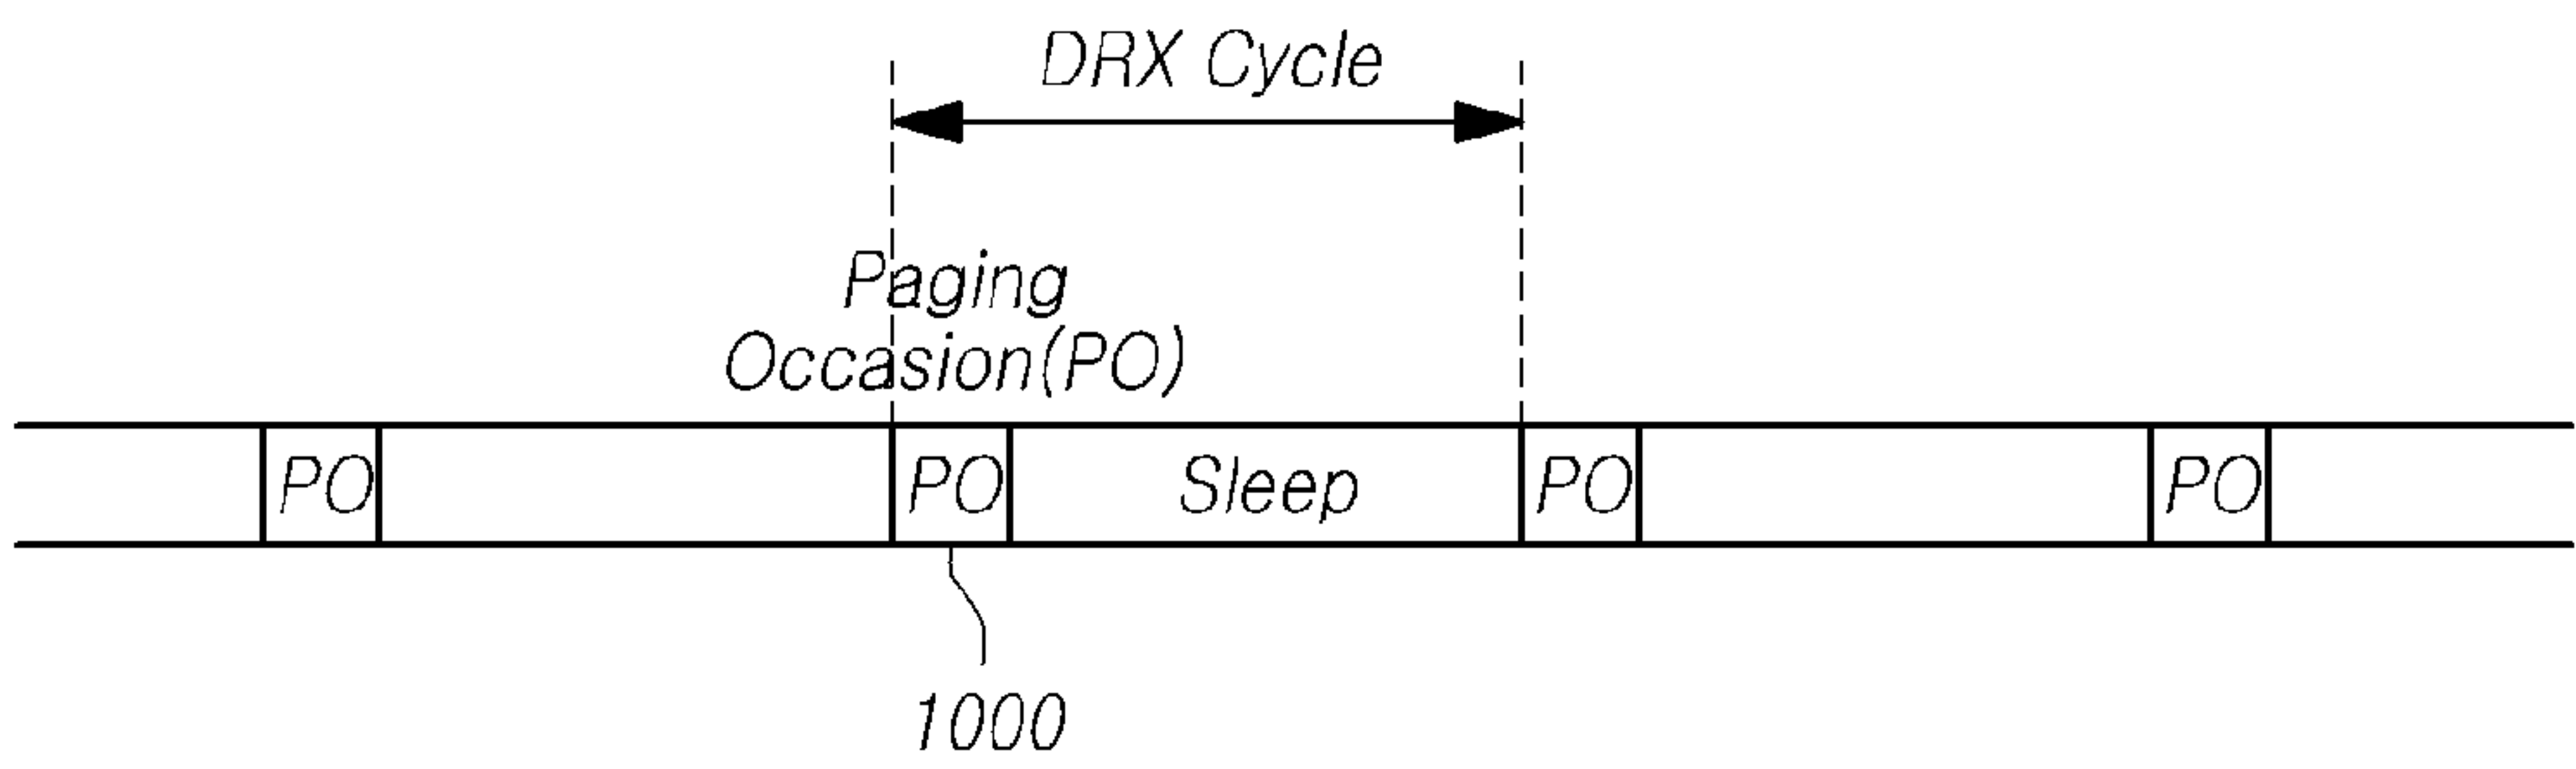 DRX Cycle
Paging
Occasion(PO)
PO PO Sleep PO PO
1000